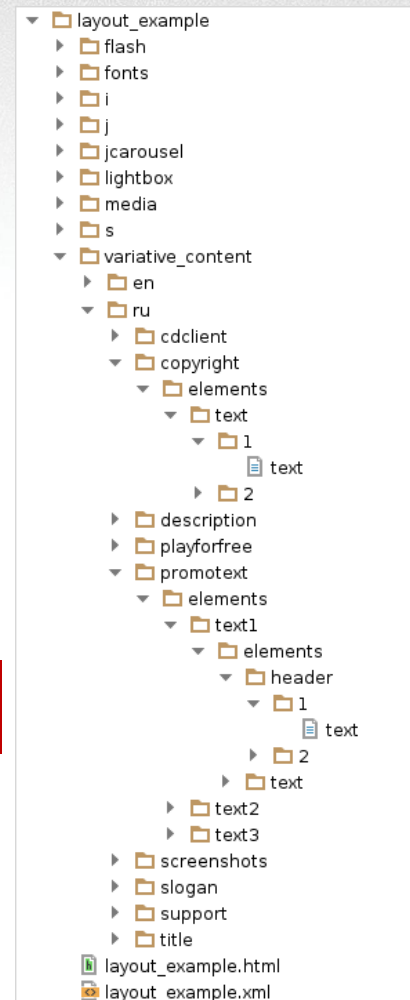 layout_example
flash
fonts
i
j
jcarousel
lightbox
media
s
variative_content
en
ru
cdclient
copyright
elements
text
1
text
2
description
playforfree
promotext
elements
text1
elements
header
1
text
2
text
text2
text3
screenshots
slogan
support
title
layout_example.html
layout_example.xml